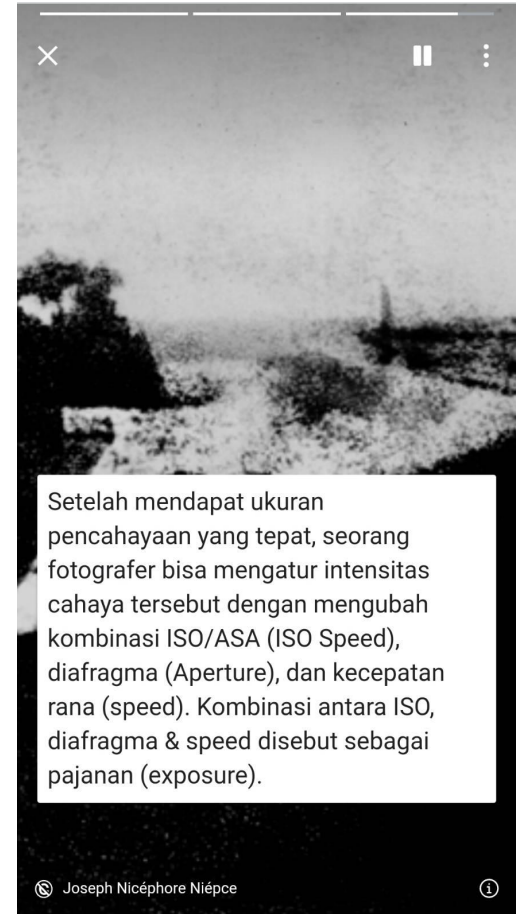 Setelah mendapat ukuran
pencahayaan yang tepat, seorang
fotografer bisa mengatur intensitas
cahaya tersebut dengan mengubah
kombinasi ISO/ASA (ISO Speed),
diafragma (Aperture), dan kecepatan
rana (speed). Kombinasi antara ISO,
diafragma & speed disebut sebagai
pajanan (exposure).
Joseph Nicéphore Niépce